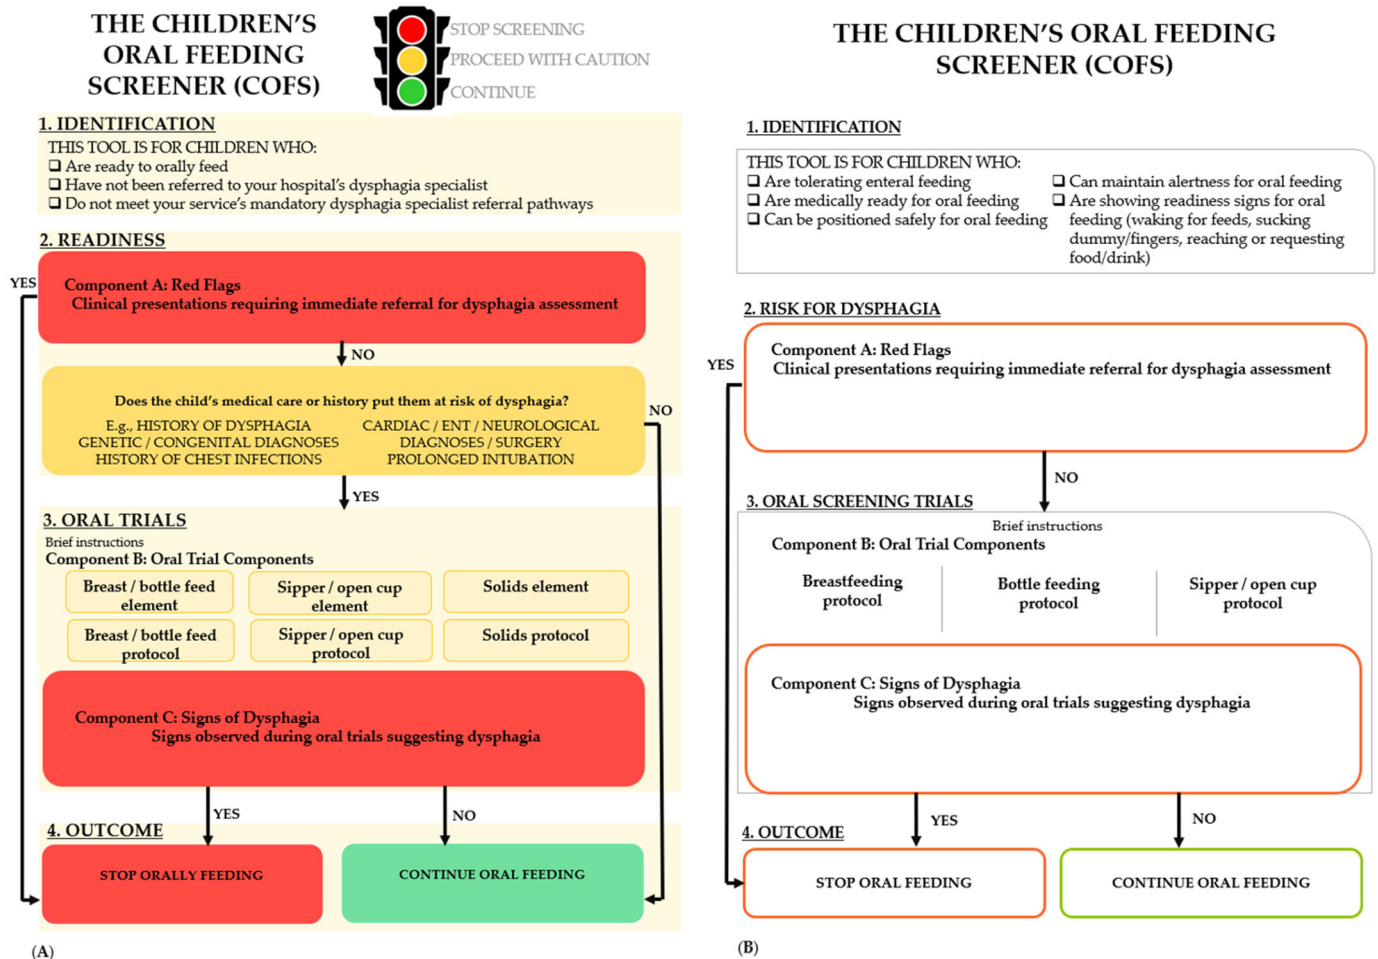 THE CHILDREN'S
ORAL FEEDING
SCREENER (COFS)
STOP SCREENING
PROCEED WITH CAUTION
CONTINUE
1. IDENTIFICATION
THIS TOOL IS FOR CHILDREN WHO:
❑ Are ready to orally feed
❑ Have not been referred to your hospital's dysphagia specialist
❑ Do not meet your service's mandatory dysphagia specialist referral pathways
2. READINESS
YES
Component A: Red Flags
Clinical presentations requiring immediate referral for dysphagia assessment
NO
Does the child's medical care or history put them at risk of dysphagia?
E.g., HISTORY OF DYSPHAGIA
GENETIC / CONGENITAL DIAGNOSES
HISTORY OF CHEST INFECTIONS
CARDIAC / ENT / NEUROLOGICAL
DIAGNOSES / SURGERY
PROLONGED INTUBATION
NO
YES
3. ORAL TRIALS
Brief instructions
Component B: Oral Trial Components
Breast / bottle feed
element
Sipper / open cup
element
Solids element
Breast / bottle feed
protocol
Sipper / open cup
protocol
Solids protocol
Component C: Signs of Dysphagia
Signs observed during oral trials suggesting dysphagia
YES
NO
4. OUTCOME
STOP ORALLY FEEDING
CONTINUE ORAL FEEDING
(A)
THE CHILDREN'S ORAL FEEDING
SCREENER (COFS)
1. IDENTIFICATION
THIS TOOL IS FOR CHILDREN WHO:
❑ Are tolerating enteral feeding
❑ Are medically ready for oral feeding
❑ Can be positioned safely for oral feeding
❑ Can maintain alertness for oral feeding
❑ Are showing readiness signs for oral
feeding (waking for feeds, sucking
dummy/fingers, reaching or requesting
food/drink)
2. RISK FOR DYSPHAGIA
YES
Component A: Red Flags
Clinical presentations requiring immediate referral for dysphagia assessment
NO
3. ORAL SCREENING TRIALS
Brief instructions
Component B: Oral Trial Components
Breastfeeding
protocol
Bottle feeding
protocol
Sipper / open cup
protocol
Component C: Signs of Dysphagia
Signs observed during oral trials suggesting dysphagia
YES
NO
4. OUTCOME
STOP ORAL FEEDING
CONTINUE ORAL FEEDING
(B)